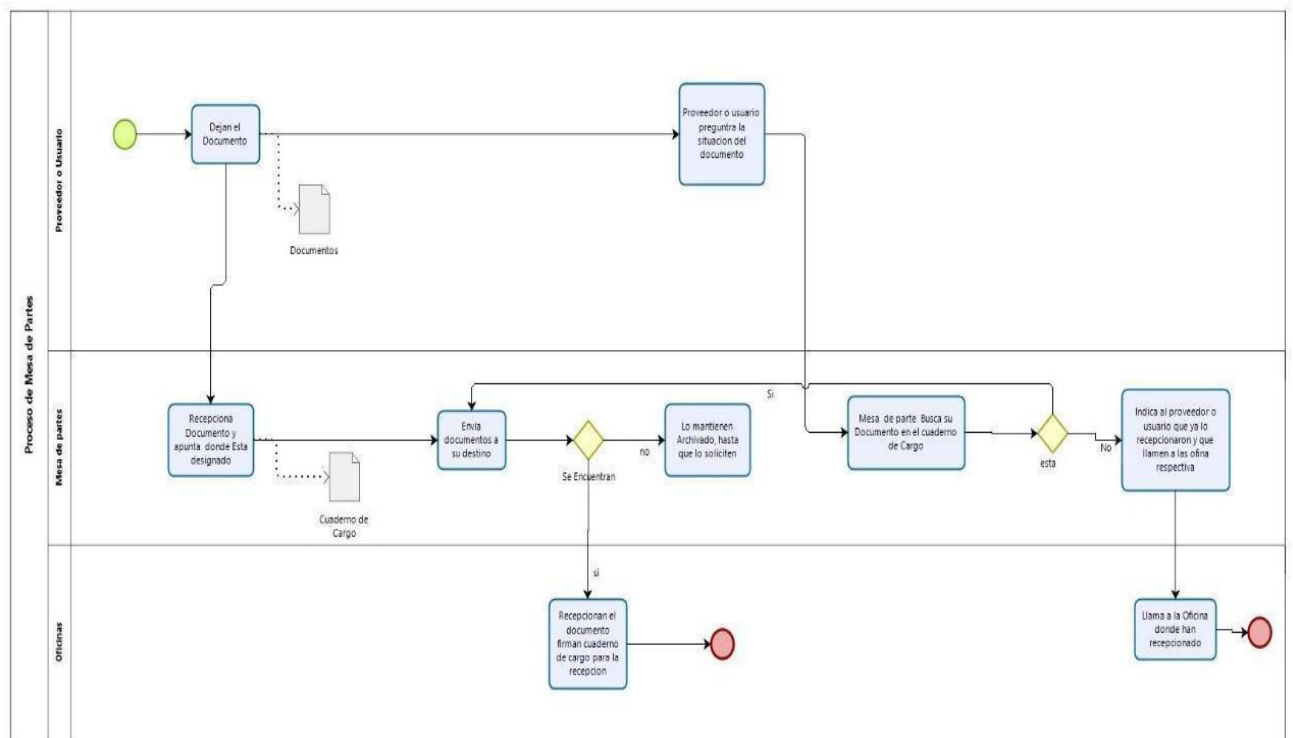 Proceso de Mesa de Partes
Proveedor o Usuario
Dejan el
Documento
Documentos
Proveedor o usuario
preguntra la
situacion del
documento
Mesa de partes
Recepciona
Documento y
apunta donde Esta
designado
Cuaderno de
Cargo
Envia
documentos a
su destino
Se Encuentran
no
Lo mantienen
Archivado, hasta
que lo soliciten
Si
Mesa de parte Busca su
Documento en el cuaderno
de Cargo
esta
No
Indica al proveedor o
usuario que ya lo
recepcionaron y que
llamen a las ofina
respectiva
Oficinas
si
Recepcionan el
documento
firman cuaderno
de cargo para la
recepcion
Llama a la Oficina
donde han
recepcionado